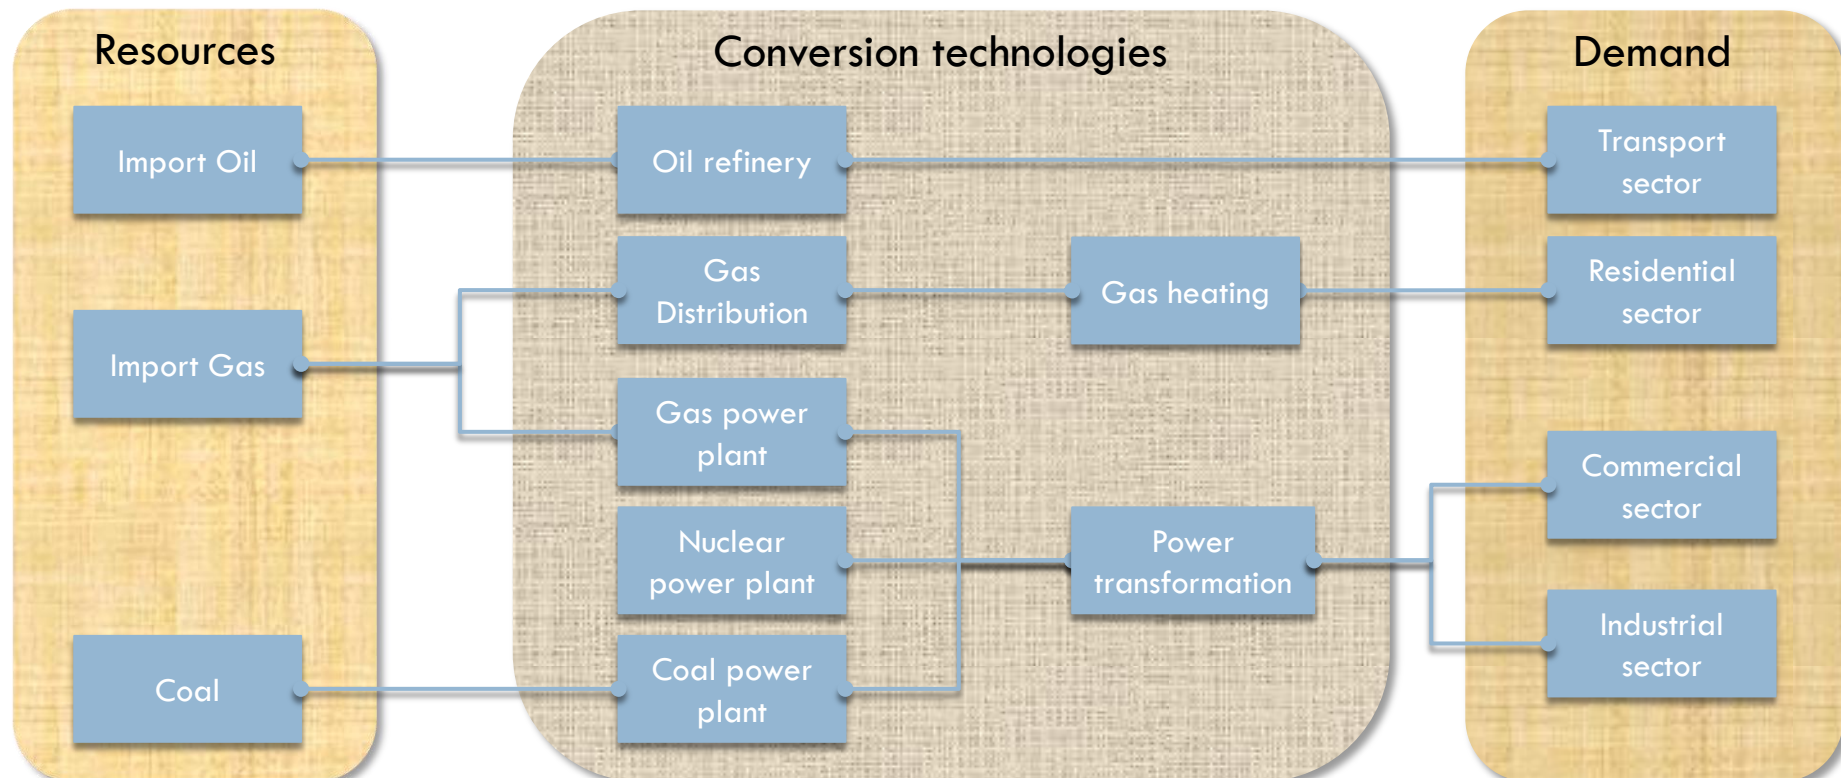 Resources
Conversion technologies
Demand
Import Oil
Oil refinery
Transport
sector
Gas
Distribution
Gas heating
Residential
sector
Import Gas
Gas power
plant
Commercial
sector
Nuclear
power plant
Power
transformation
Industrial
sector
Coal
Coal power
plant